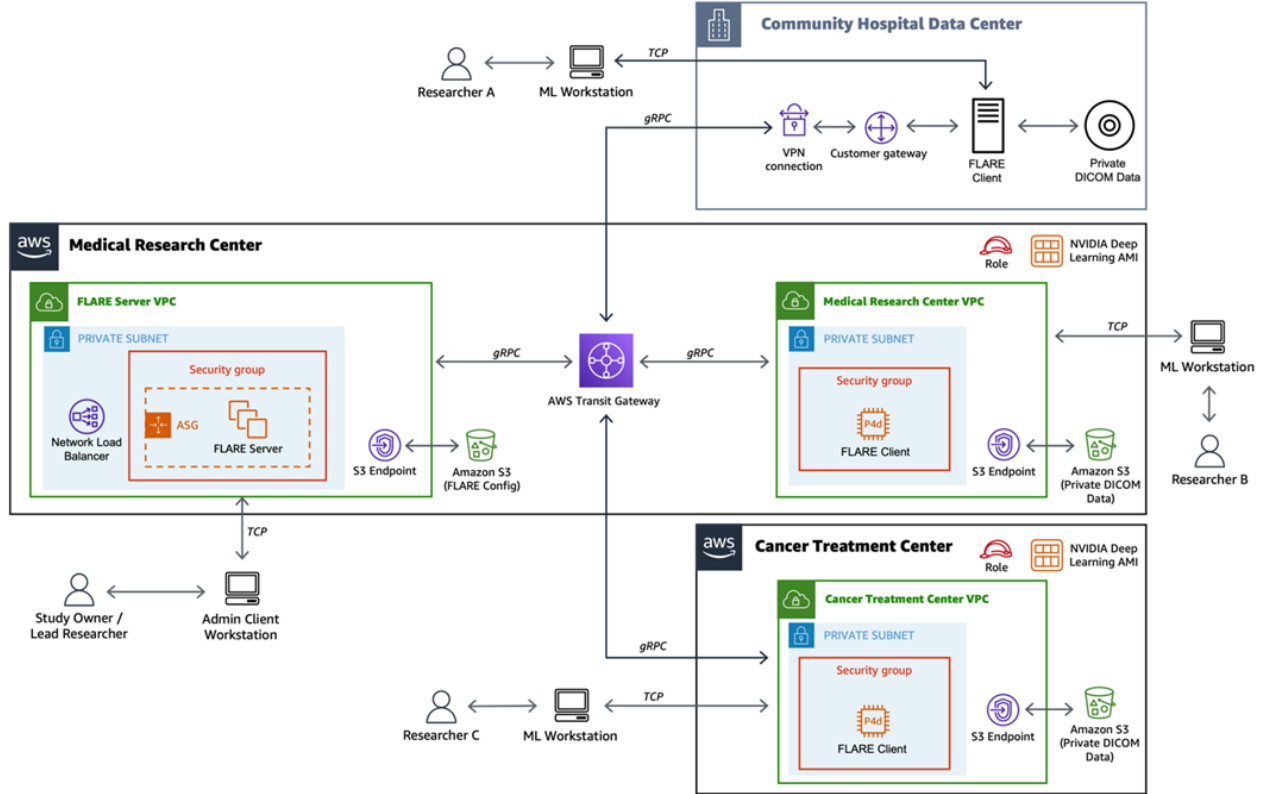 Community Hospital Data Center
TCP
Researcher A
ML Workstation
gRPC
VPN
connection
Customer gateway
FLARE
Client
Private
DICOM Data
aws
Medical Research Center
Role
NVIDIA Deep
Learning AMI
FLARE Server VPC
PRIVATE SUBNET
Security group
ASG
FLARE Server
Network Load
Balancer
S3 Endpoint
Amazon S3
(FLARE Config)
gRPC
AWS Transit Gateway
gRPC
Medical Research Center VPC
PRIVATE SUBNET
Security group
P4d
FLARE Client
S3 Endpoint
Amazon S3
(Private DICOM
Data)
TCP
ML Workstation
Researcher B
TCP
Study Owner /
Lead Researcher
Admin Client
Workstation
aws
Cancer Treatment Center
Role
NVIDIA Deep
Learning AMI
Cancer Treatment Center VPC
PRIVATE SUBNET
Security group
P4d
FLARE Client
S3 Endpoint
Amazon S3
(Private DICOM
Data)
gRPC
TCP
Researcher C
ML Workstation